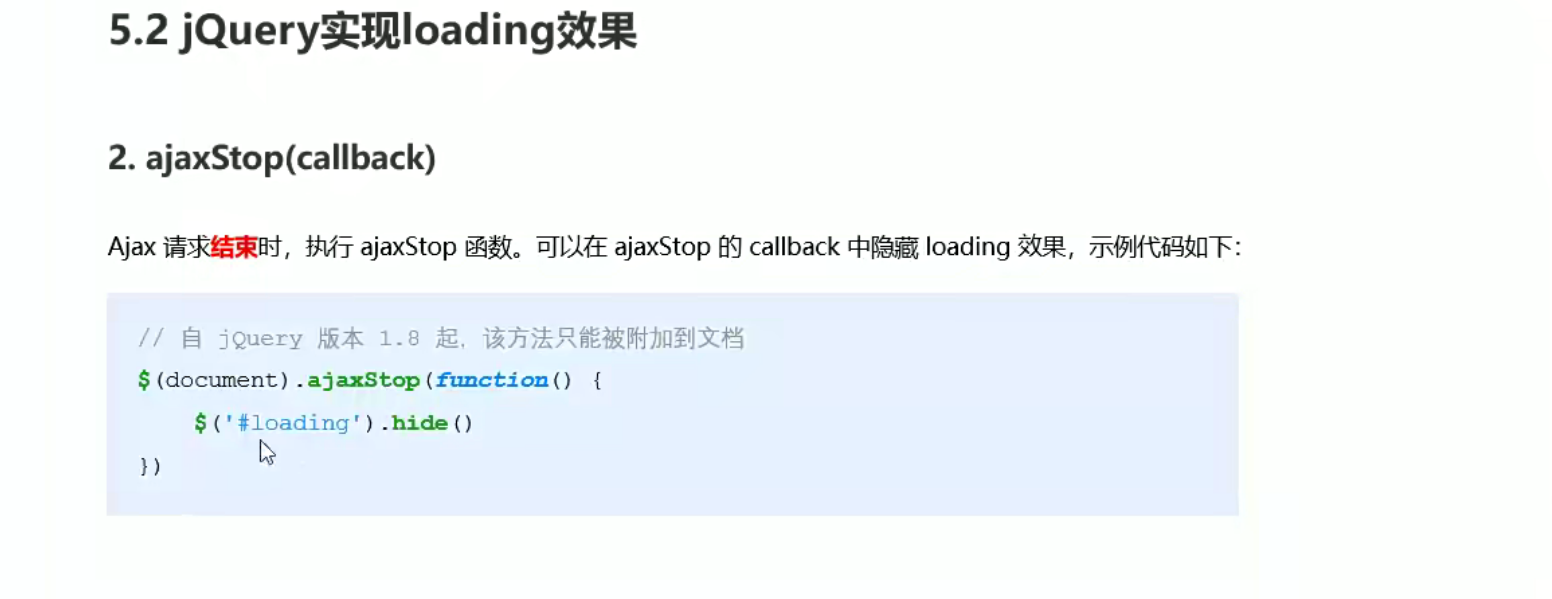 5.2 jQuery实现loading效果
2. ajaxStop(callback)
Ajax 请求结束时，执行 ajaxStop 函数。可以在 ajaxStop 的 callback 中隐藏 loading 效果，示例代码如下：
// 自 jQuery 版本 1.8 起，该方法只能被附加到文档
$(document).ajaxStop(function() {
    $('#loading').hide()
})